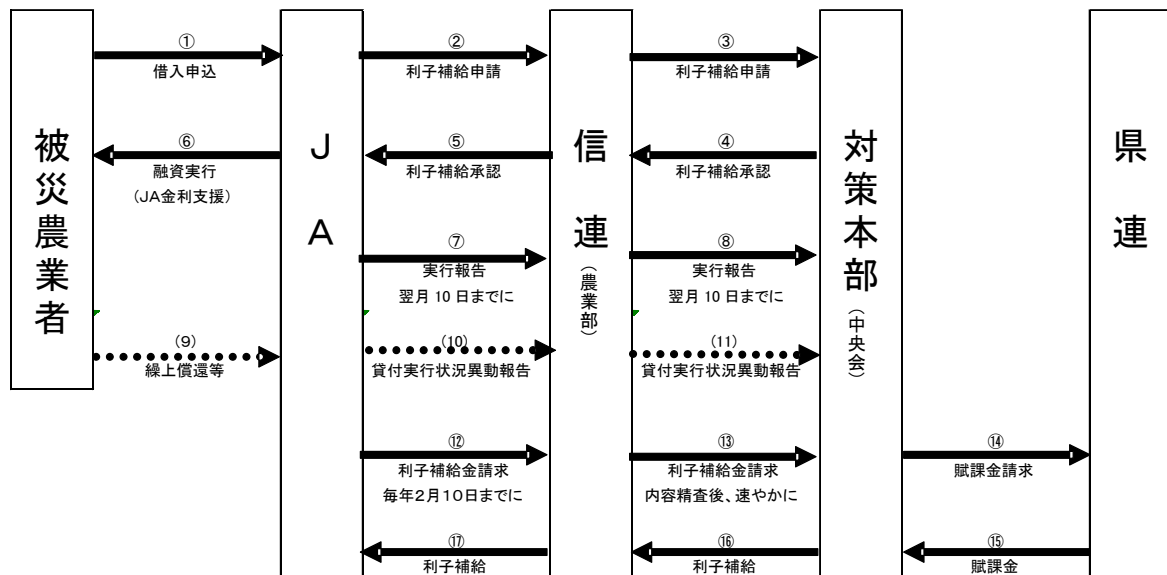 被災農業者
ＪＡ
信連（農業部）
対策本部（中央会）
県連
①
借入申込
②
利子補給申請
③
利子補給申請
⑥
融資実行
（JA金利支援）
⑤
利子補給承認
④
利子補給承認
⑦
実行報告
翌月10日までに
⑧
実行報告
翌月10日までに
(9)
繰上償還等
(10)
貸付実行状況異動報告
(11)
貸付実行状況異動報告
⑫
利子補給金請求
毎年２月１０日までに
⑬
利子補給金請求
内容精査後、速やかに
⑭
賦課金請求
⑰
利子補給
⑯
利子補給
⑮
賦課金